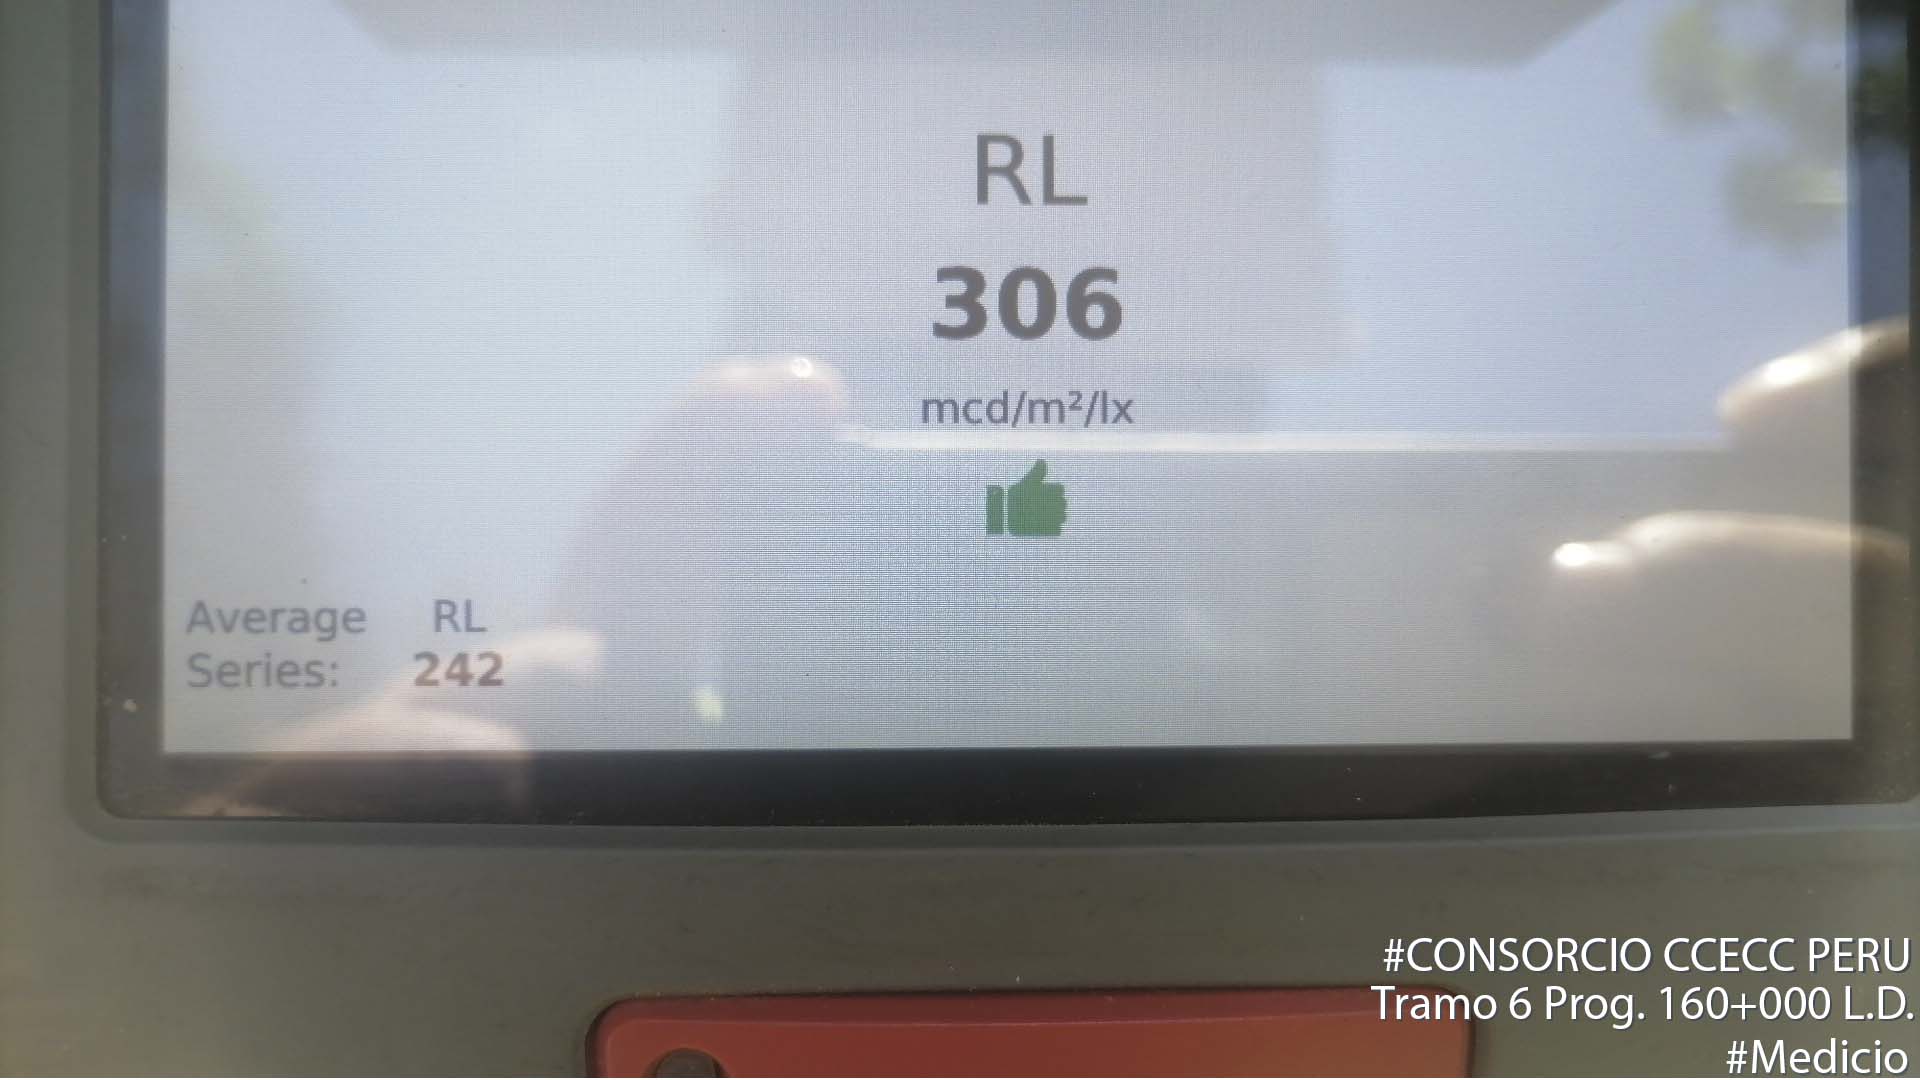 RL
306
mcd/m²/lx
Average RL
Series: 242
#CONSORCIO CCECC PERU
Tramo 6 Prog. 160+000 L.D.
#Medicio